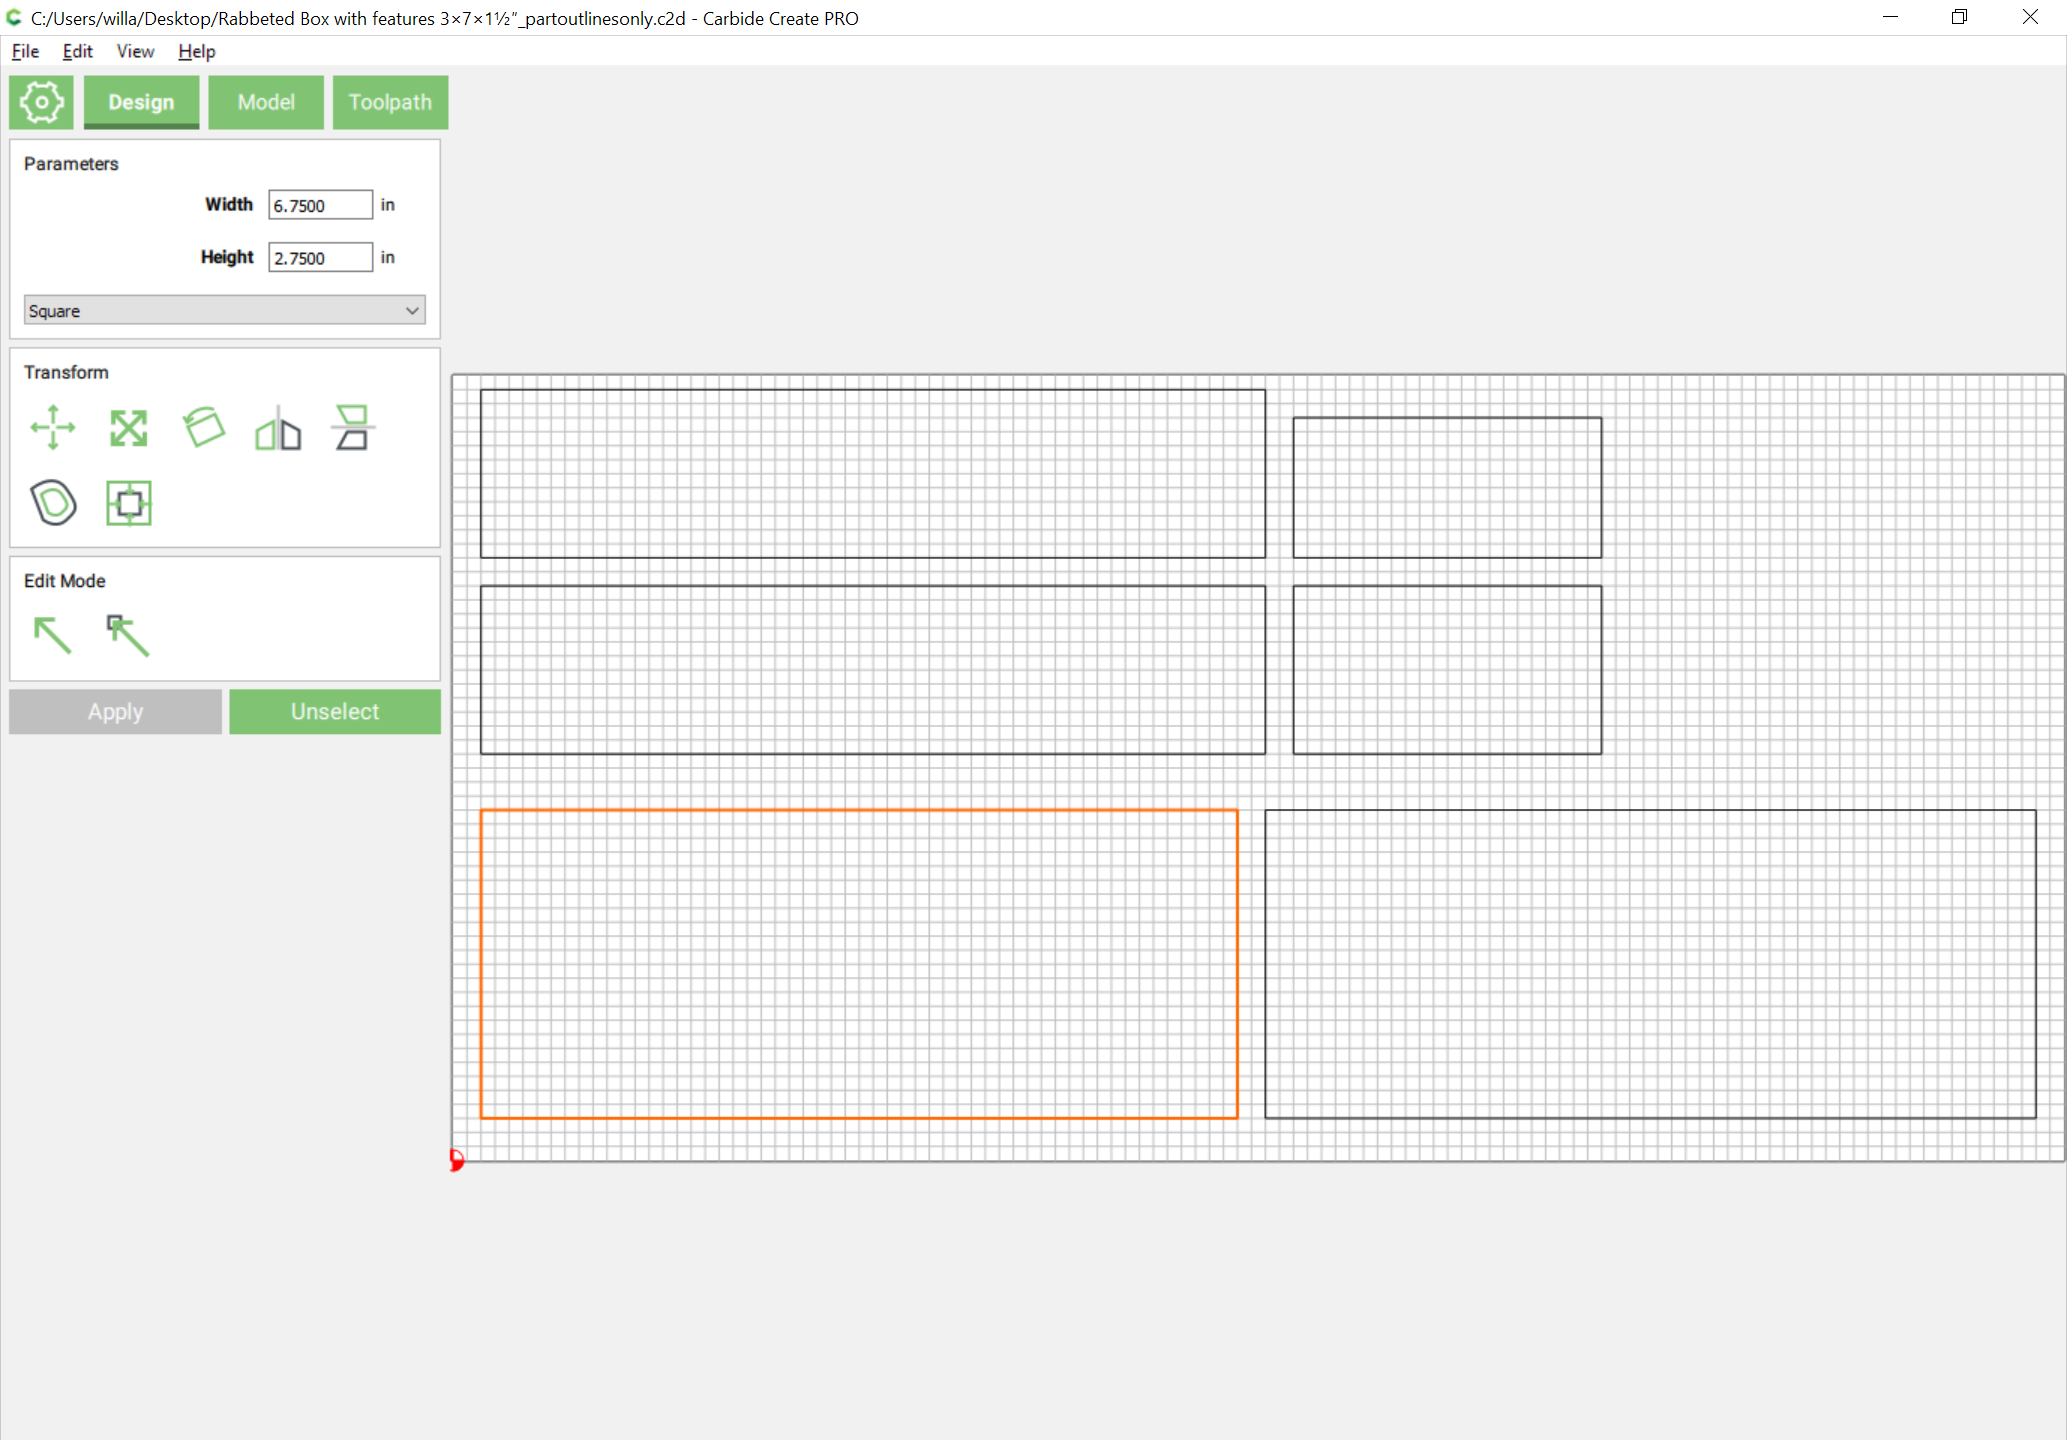 C:/Users/willa/Desktop/Rabbeted Box with features 3×7×1½"_partoutlinesonly.c2d - Carbide Create PRO
File Edit View Help
Design Model Toolpath
Parameters
Width 6.7500 in
Height 2.7500 in
Square
Transform
Edit Mode
Apply Unselect